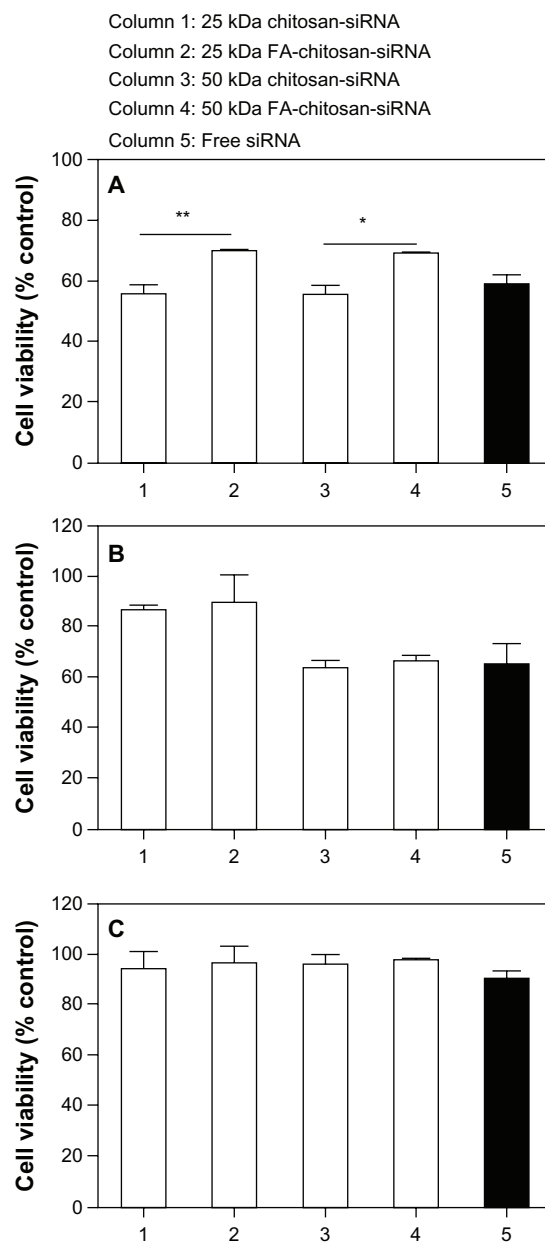 Column 1: 25 kDa chitosan-siRNA
Column 2: 25 kDa FA-chitosan-siRNA
Column 3: 50 kDa chitosan-siRNA
Column 4: 50 kDa FA-chitosan-siRNA
Column 5: Free siRNA
A
Cell viability (% control)
100
80
60
40
20
0
**
*
1 2 3 4 5
B
Cell viability (% control)
120
100
80
60
40
20
0
1 2 3 4 5
C
Cell viability (% control)
120
100
80
60
40
20
0
1 2 3 4 5